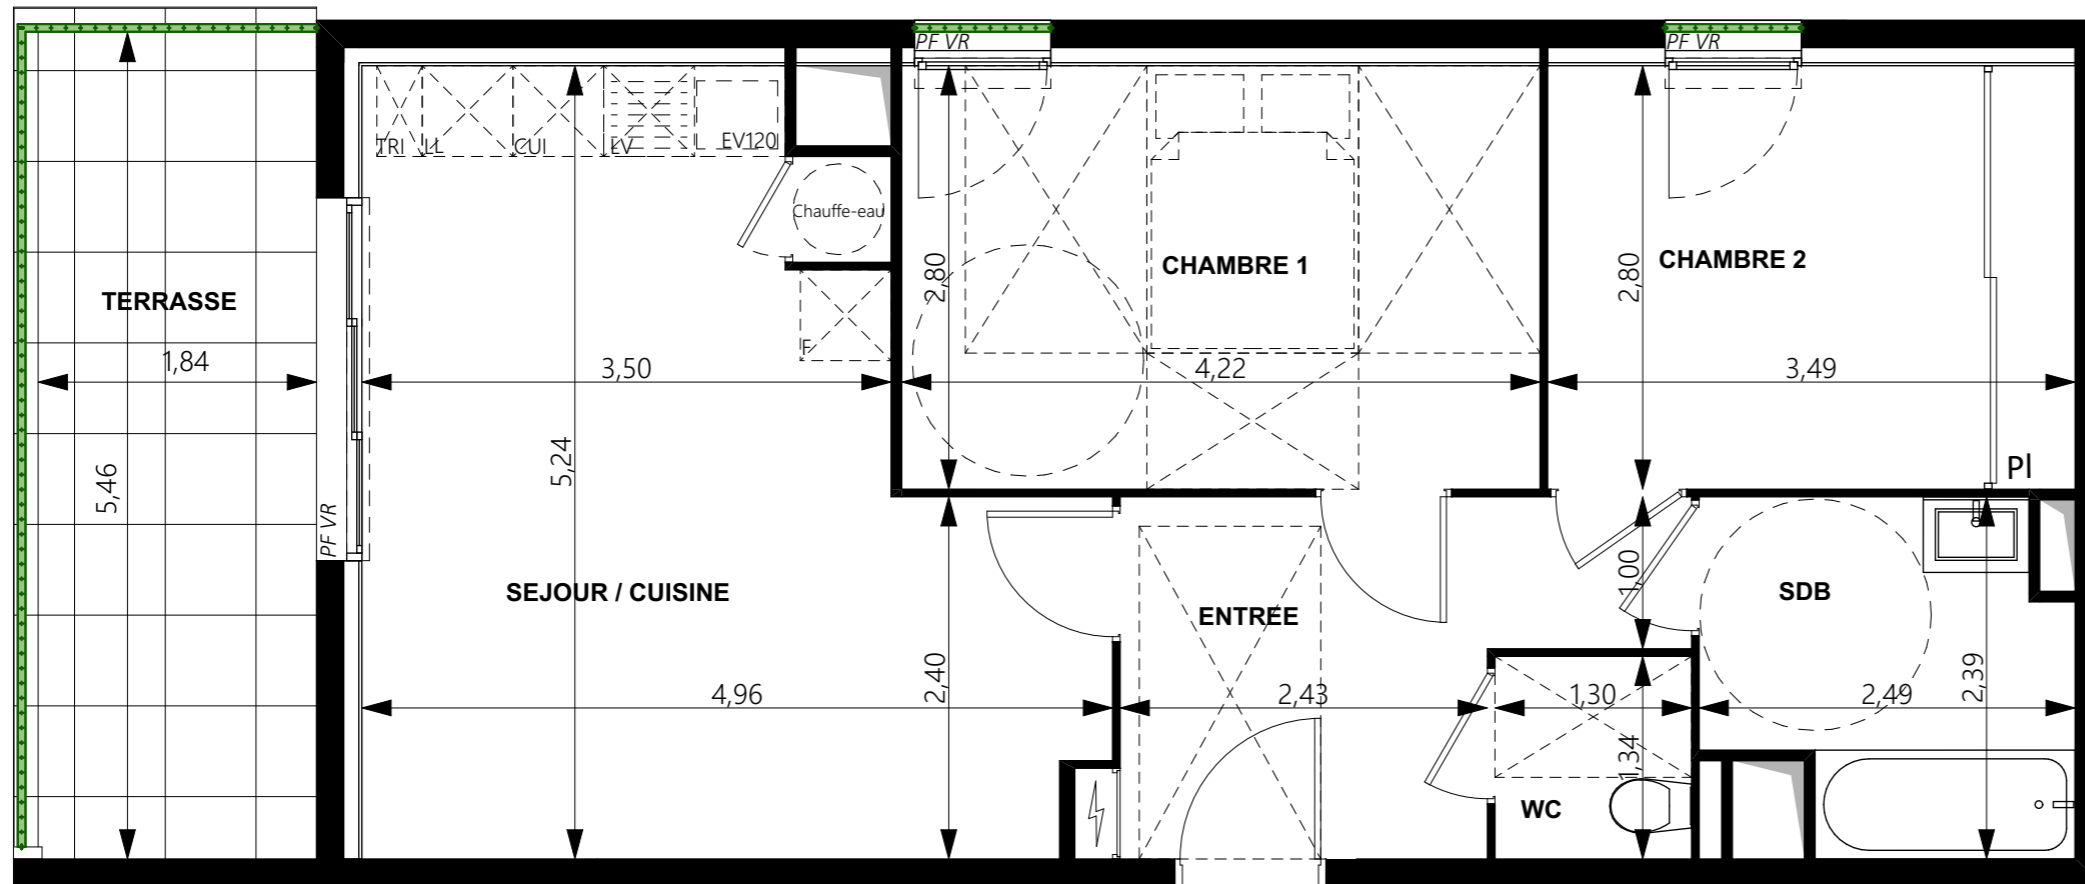 PF VR
PF VR
TRI
LL
CUI
LV
EV120
Chauffe-eau
F
TERRASSE
1,84
5,46
PF VR
3,50
5,24
2,80
CHAMBRE 1
4,22
2,80
CHAMBRE 2
3,49
Pl
SEJOUR / CUISINE
4,96
2,40
ENTREE
2,43
1,00
1,30
1,34
WC
SDB
2,49
2,39